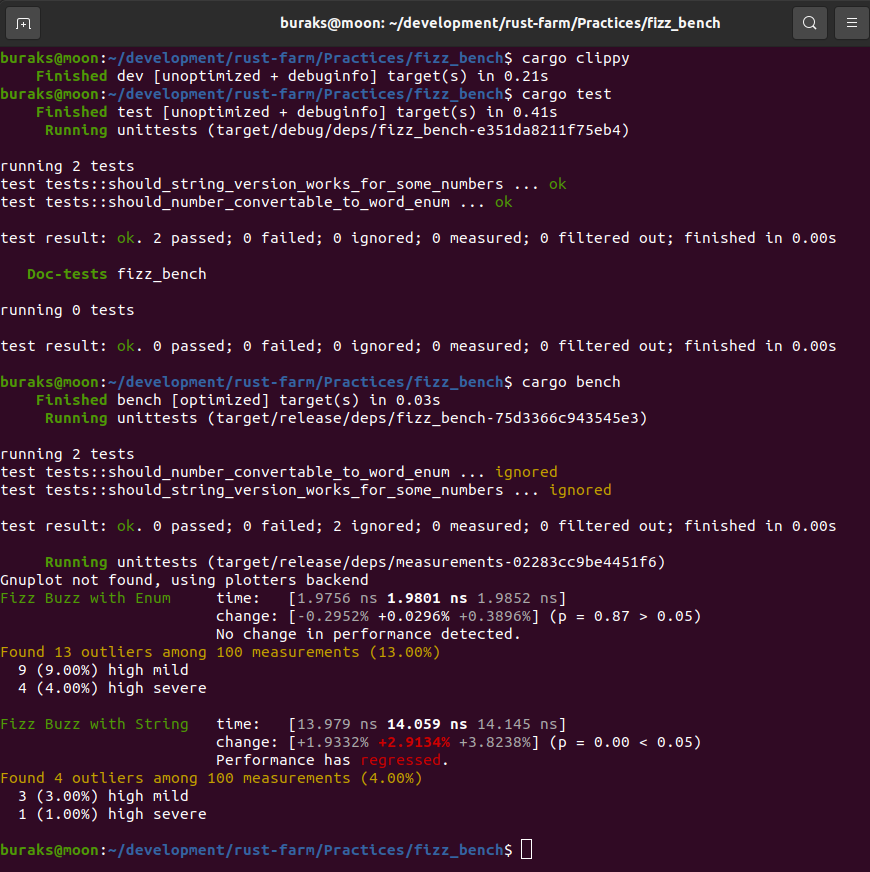 buraks@moon: ~/development/rust-farm/Practices/fizz_bench
buraks@moon:~/development/rust-farm/Practices/fizz_bench$ cargo clippy
    Finished dev [unoptimized + debuginfo] target(s) in 0.21s
buraks@moon:~/development/rust-farm/Practices/fizz_bench$ cargo test
    Finished test [unoptimized + debuginfo] target(s) in 0.41s
     Running unittests (target/debug/deps/fizz_bench-e351da8211f75eb4)
running 2 tests
test tests::should_string_version_works_for_some_numbers ... ok
test tests::should_number_convertable_to_word_enum ... ok
test result: ok. 2 passed; 0 failed; 0 ignored; 0 measured; 0 filtered out; finished in 0.00s
   Doc-tests fizz_bench
running 0 tests
test result: ok. 0 passed; 0 failed; 0 ignored; 0 measured; 0 filtered out; finished in 0.00s
buraks@moon:~/development/rust-farm/Practices/fizz_bench$ cargo bench
    Finished bench [optimized] target(s) in 0.03s
     Running unittests (target/release/deps/fizz_bench-75d3366c943545e3)
running 2 tests
test tests::should_number_convertable_to_word_enum ... ignored
test tests::should_string_version_works_for_some_numbers ... ignored
test result: ok. 0 passed; 0 failed; 2 ignored; 0 measured; 0 filtered out; finished in 0.00s
     Running unittests (target/release/deps/measurements-02283cc9be4451f6)
Gnuplot not found, using plotters backend
Fizz Buzz with Enum     time:   [1.9756 ns 1.9801 ns 1.9852 ns]
                        change: [-0.2952% +0.0296% +0.3896%] (p = 0.87 > 0.05)
                        No change in performance detected.
Found 13 outliers among 100 measurements (13.00%)
  9 (9.00%) high mild
  4 (4.00%) high severe
Fizz Buzz with String   time:   [13.979 ns 14.059 ns 14.145 ns]
                        change: [+1.9332% +2.9134% +3.8238%] (p = 0.00 < 0.05)
                        Performance has regressed.
Found 4 outliers among 100 measurements (4.00%)
  3 (3.00%) high mild
  1 (1.00%) high severe
buraks@moon:~/development/rust-farm/Practices/fizz_bench$